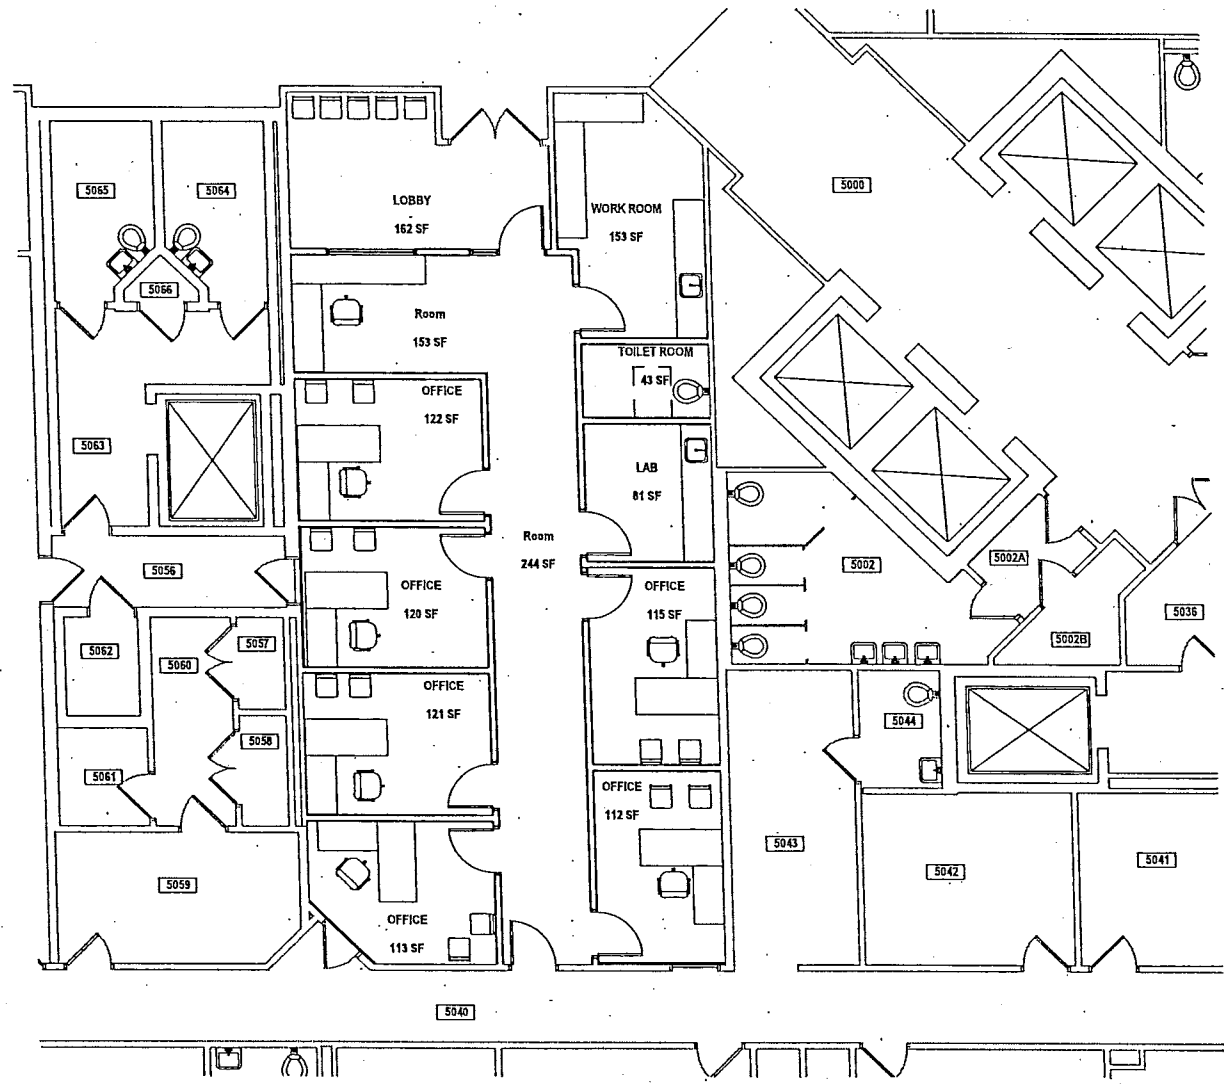 5000
5065
5064
LOBBY
162 SF
WORK ROOM
153 SF
5066
Room
153 SF
TOILET ROOM
43 SF
OFFICE
122 SF
5063
LAB
81 SF
Room
244 SF
5056
5002
5002A
OFFICE
120 SF
OFFICE
115 SF
5036
5002B
5062
5060
5057
OFFICE
121 SF
5044
5058
5061
OFFICE
112 SF
5043
5042
5041
5059
OFFICE
113 SF
5040